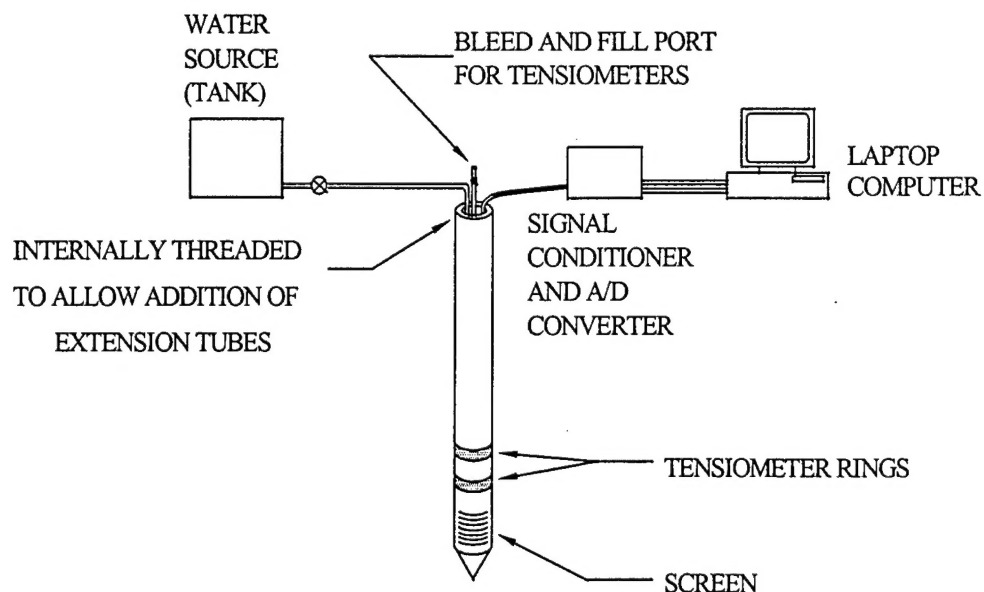 WATER
SOURCE
(TANK)
BLEED AND FILL PORT
FOR TENSIOMETERS
LAPTOP
COMPUTER
INTERNALLY THREADED
TO ALLOW ADDITION OF
EXTENSION TUBES
SIGNAL
CONDITIONER
AND A/D
CONVERTER
TENSIOMETER RINGS
SCREEN